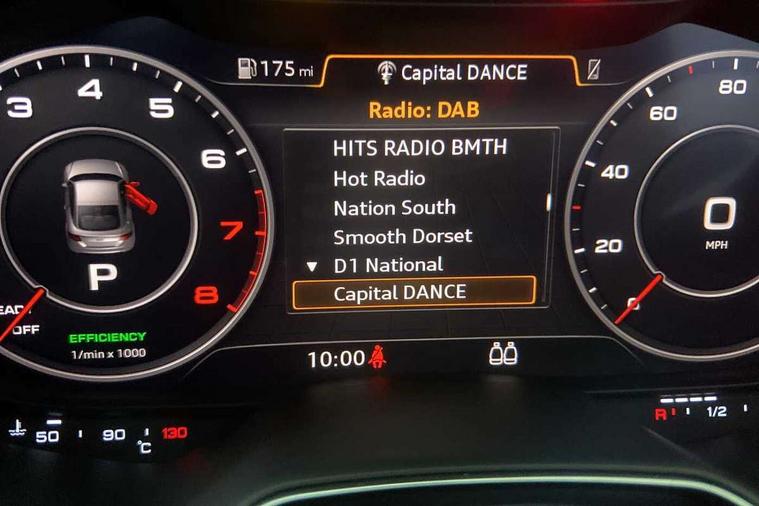 175 mi
Capital DANCE
Radio: DAB
HITS RADIO BMTH
Hot Radio
Nation South
Smooth Dorset
D1 National
Capital DANCE
3
4
5
6
7
8
P
OFF
EFFICIENCY
1/min x 1000
0
20
40
60
80
0
MPH
10:00
50
90
°C
130
R
1/2